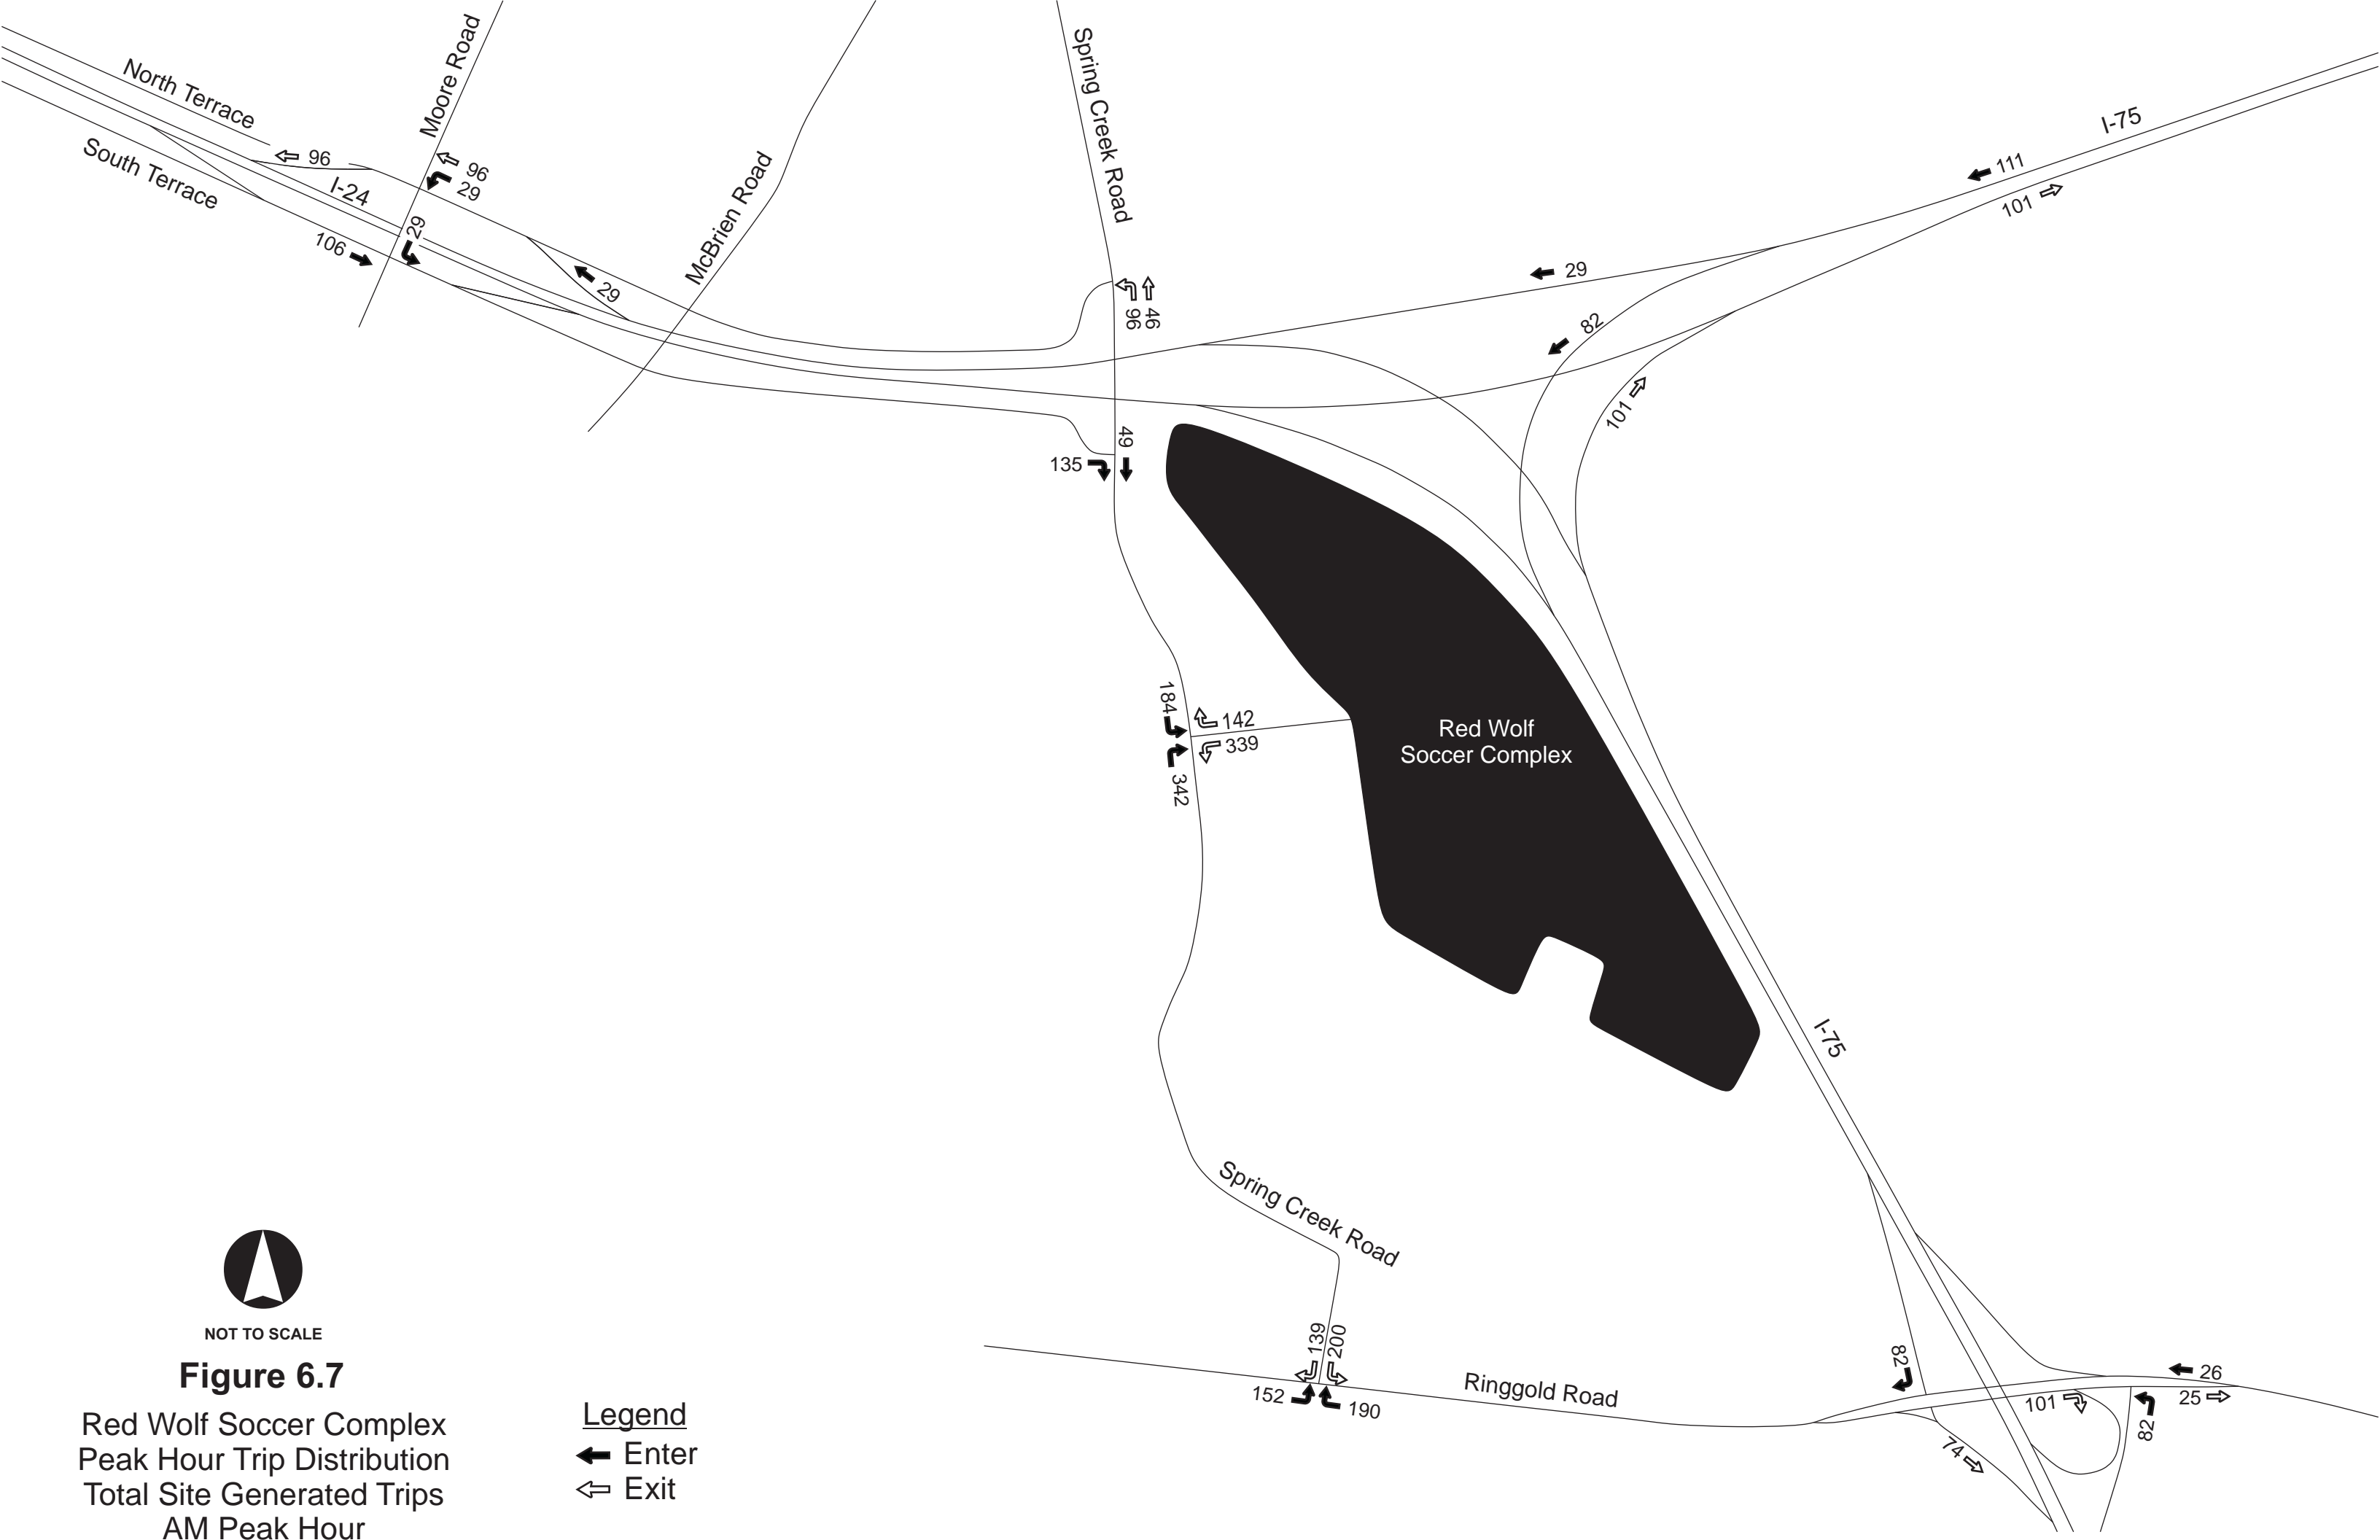 North Terrace
Moore Road
Spring Creek Road
I-75
111
101
South Terrace
96
I-24
96
29
29
106
McBrien Road
29
96
46
29
82
101
49
135
184
142
339
342
Red Wolf
Soccer Complex
I-75
Spring Creek Road
139
200
152
190
Ringgold Road
82
26
25
101
82
74
NOT TO SCALE
Figure 6.7
Red Wolf Soccer Complex
Peak Hour Trip Distribution
Total Site Generated Trips
AM Peak Hour
Legend
Enter
Exit